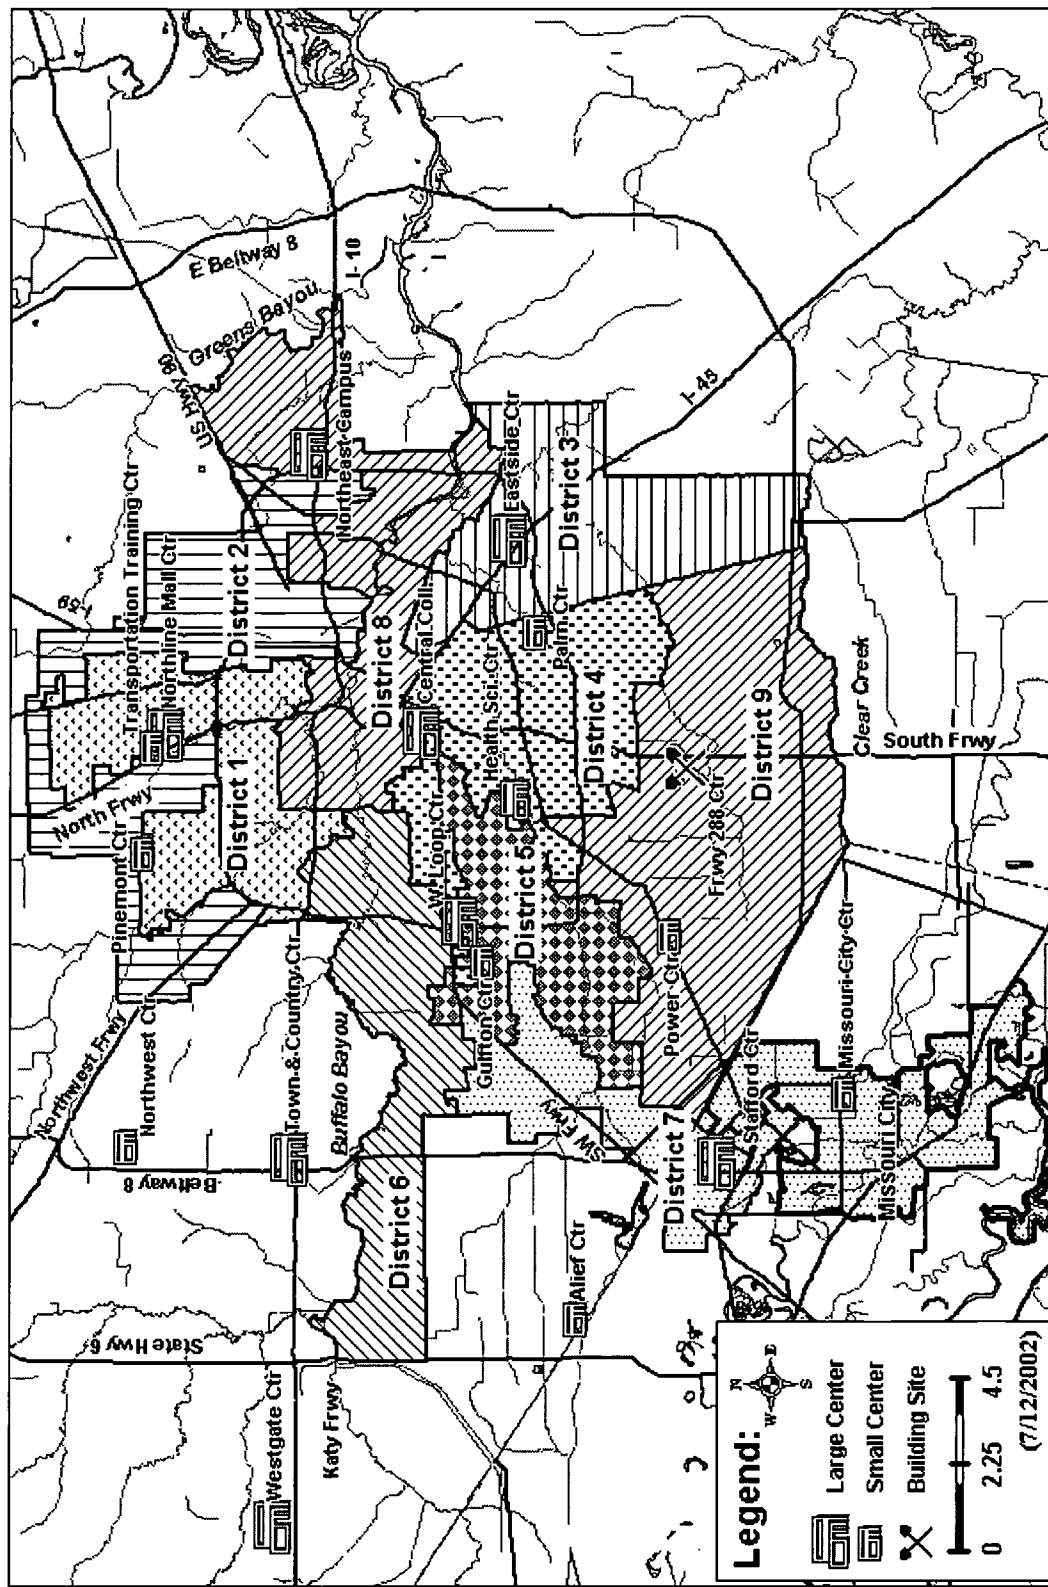 US Hwy 90
Greens Bayou
E Beltway 8
I-10
I-59
Transportation Training Ctr
Northline Mall Ctr
District 2
Northeast Campus
North Frwy
Pinemont Ctr
District 1
District 8
Central Coll.
Eastside Ctr
District 3
I-45
Palm Ctr
Health Sci. Ctr
District 4
W. Loop Ctr
District 5
Gulfton Ctr
Northwest Frwy
Northwest Ctr
Town & Country Ctr
Buffalo Bayou
Beltway 8
District 6
State Hwy 6
Westgate Ctr
Katy Frwy
Alief Ctr
SW Frwy
District 7
Power Ctr
Frwy 288 Ctr
District 9
Clear Creek
South Frwy
Stafford Ctr
Missouri City Ctr
Missouri City
Legend:
N
W
E
S
Large Center
Small Center
Building Site
0 2.25 4.5
(7/12/2002)